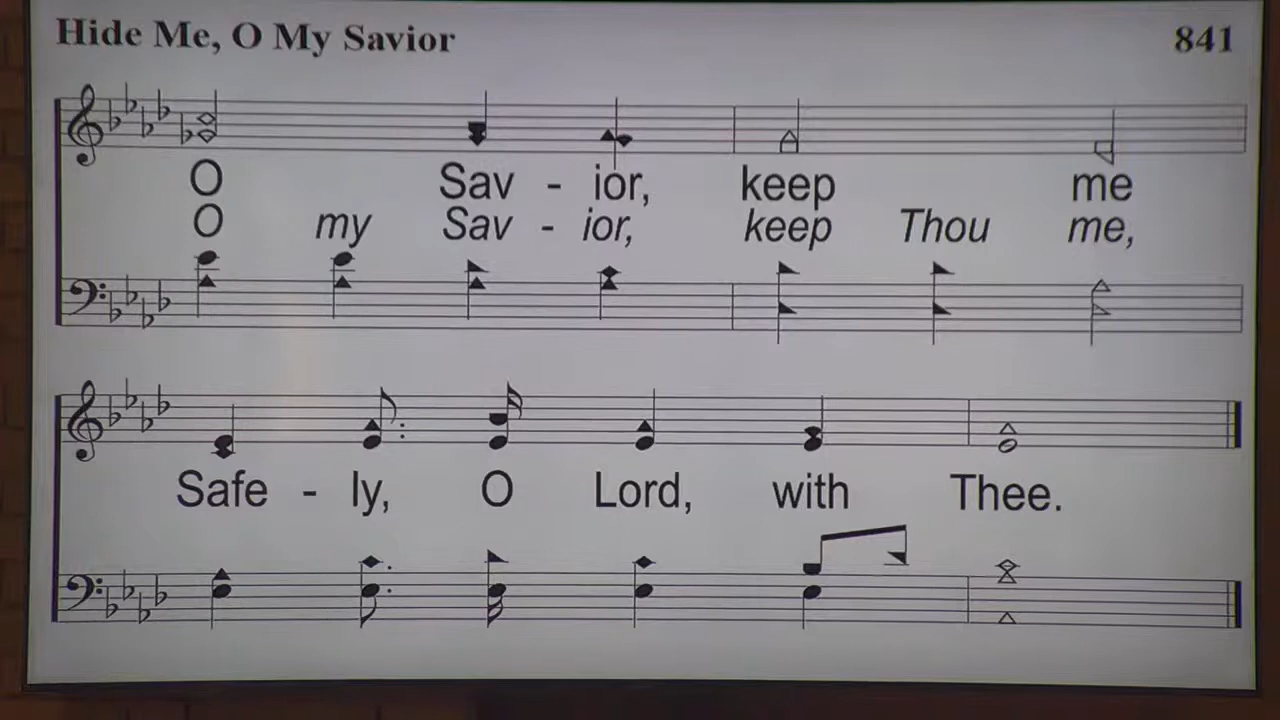 Hide Me, O My Savior 841
O Sav - ior, keep me
O my Sav - ior, keep Thou me,
Safe - ly, O Lord, with Thee.